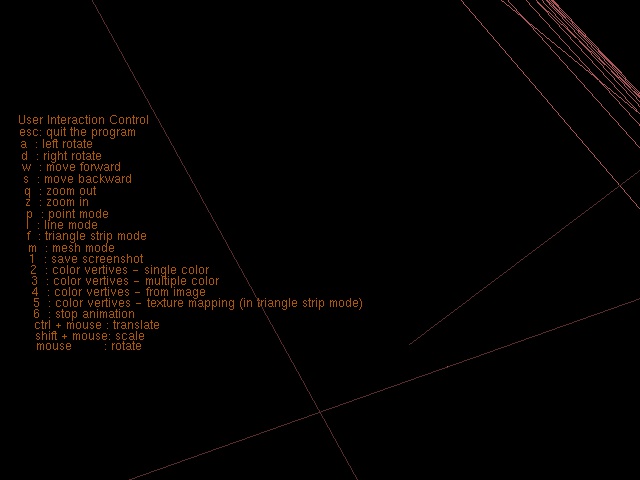 User Interaction Control
esc: quit the program
a : left rotate
d : right rotate
w : move forward
s : move backward
q : zoom out
z : zoom in
p : point mode
l : line mode
f : triangle strip mode
m : mesh mode
1 : save screenshot
2 : color vertives - single color
3 : color vertives - multiple color
4 : color vertives - from image
5 : color vertives - texture mapping (in triangle strip mode)
6 : stop animation
ctrl + mouse : translate
shift + mouse: scale
mouse : rotate